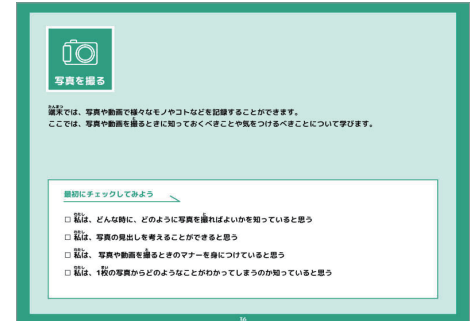 写真を撮る
端末では、写真や動画で様々なモノやコトなどを記録することができます。
ここでは、写真や動画を撮るときに知っておくべきことや気をつけるべきことについて学びます。
最初にチェックしてみよう
□ 私は、どんな時に、どのように写真を撮ればよいかを知っていると思う
□ 私は、写真の見出しを考えることができると思う
□ 私は、写真や動画を撮るときのマナーを身につけていると思う
□ 私は、1枚の写真からどのようなことがわかってしまうのか知っていると思う